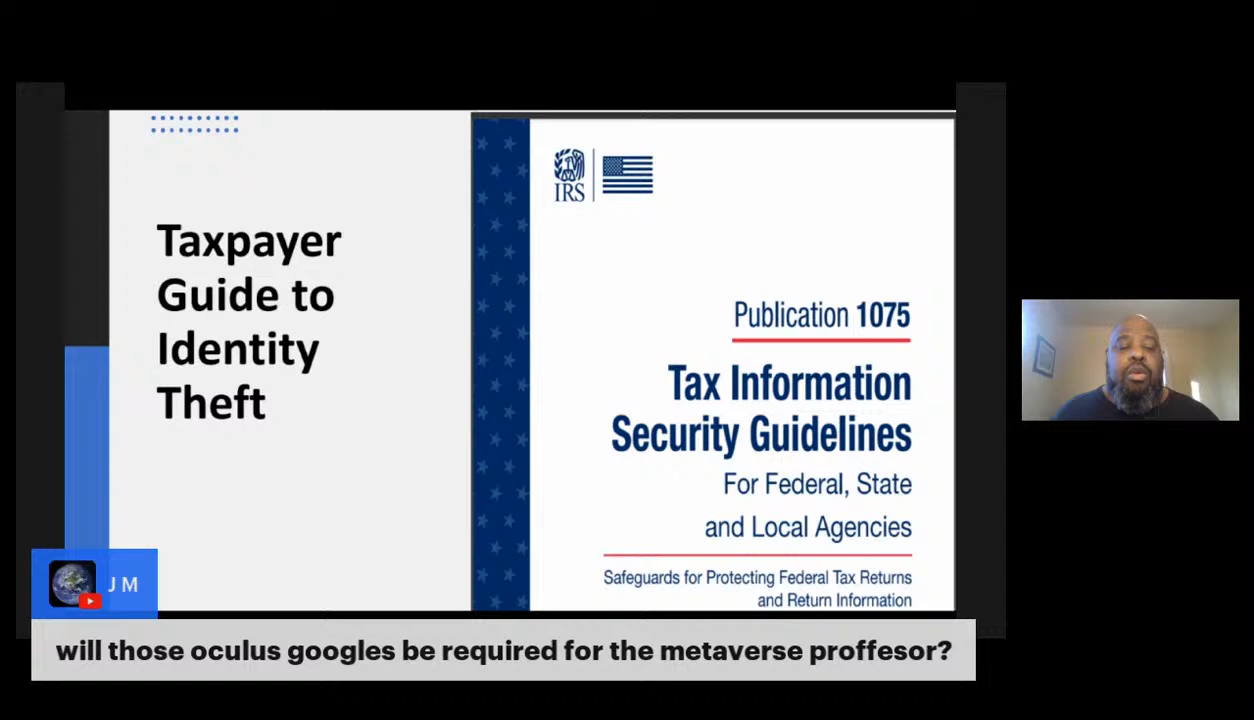 Taxpayer
Guide to
Identity
Theft
IRS
Publication 1075
Tax Information
Security Guidelines
For Federal, State
and Local Agencies
Safeguards for Protecting Federal Tax Returns
and Return Information
J M
will those oculus googles be required for the metaverse proffesor?